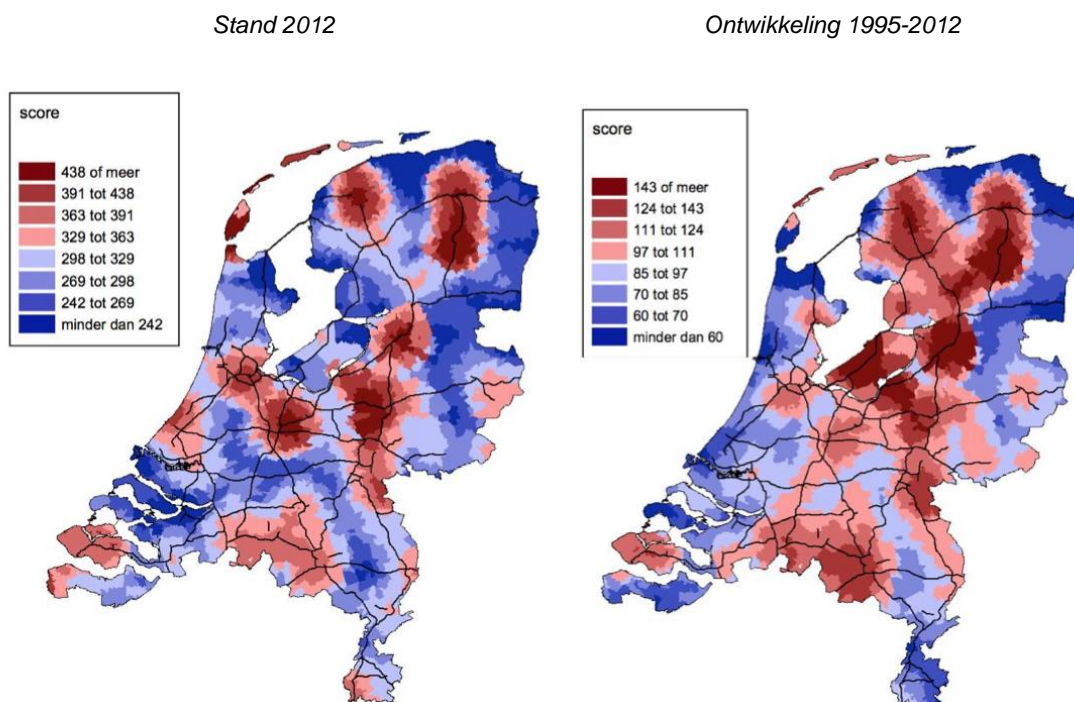 Stand 2012
Ontwikkeling 1995-2012
score
438 of meer
391 tot 438
363 tot 391
329 tot 363
298 tot 329
269 tot 298
242 tot 269
minder dan 242
score
143 of meer
124 tot 143
111 tot 124
97 tot 111
85 tot 97
70 tot 85
60 tot 70
minder dan 60